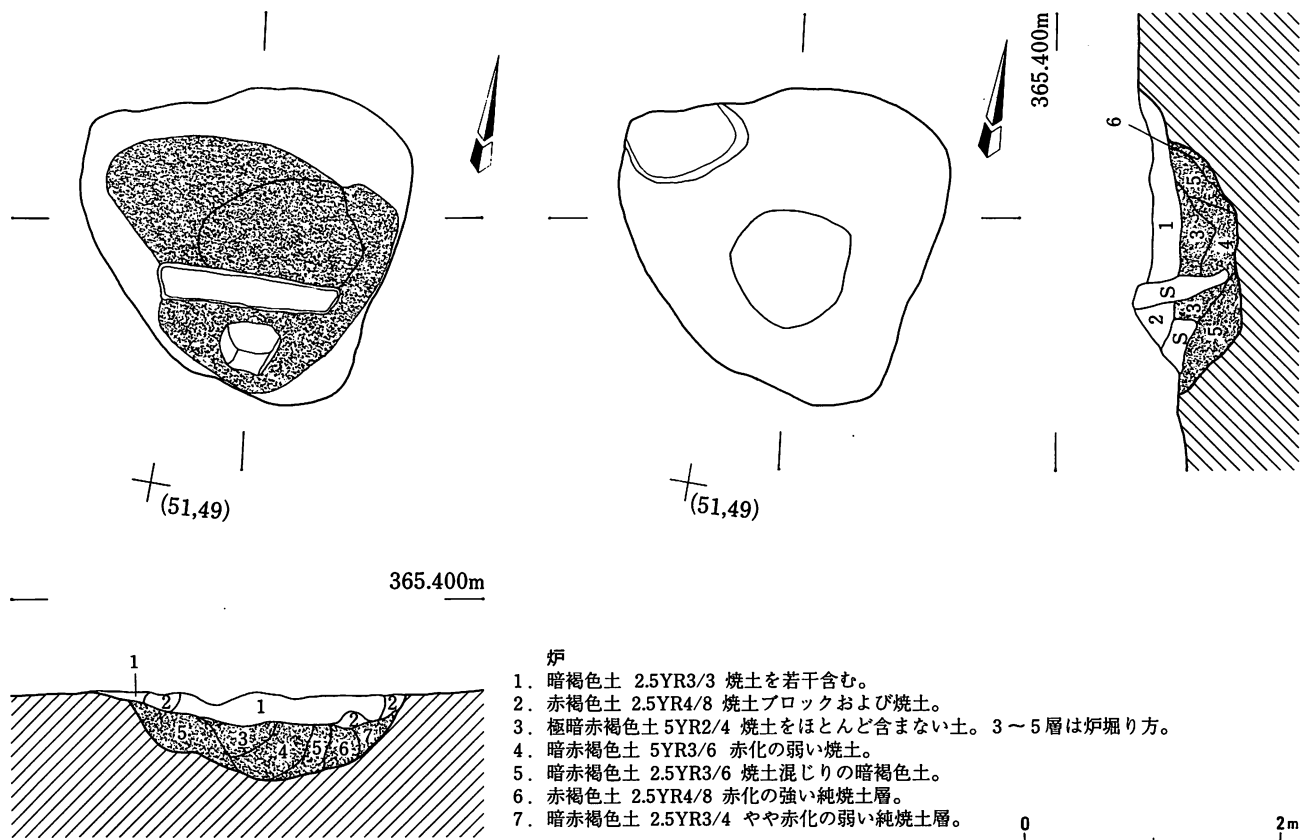 365.400m
6
1
5
3
4
S
3
2
5
S
(51,49)
(51,49)
365.400m
1
2
1
2
2
5
3
4
5
6
7
炉
1. 暗褐色土 2.5YR3/3 焼土を若干含む。
2. 赤褐色土 2.5YR4/8 焼土ブロックおよび焼土。
3. 極暗赤褐色土5YR2/4 焼土をほとんど含まない土。3～5層は炉堀り方。
4. 暗赤褐色土 5YR3/6 赤化の弱い焼土。
5. 暗赤褐色土 2.5YR3/6 焼土混じりの暗褐色土。
6. 赤褐色土 2.5YR4/8 赤化の強い純焼土層。
7. 暗赤褐色土 2.5YR3/4 やや赤化の弱い純焼土層。
0 2m